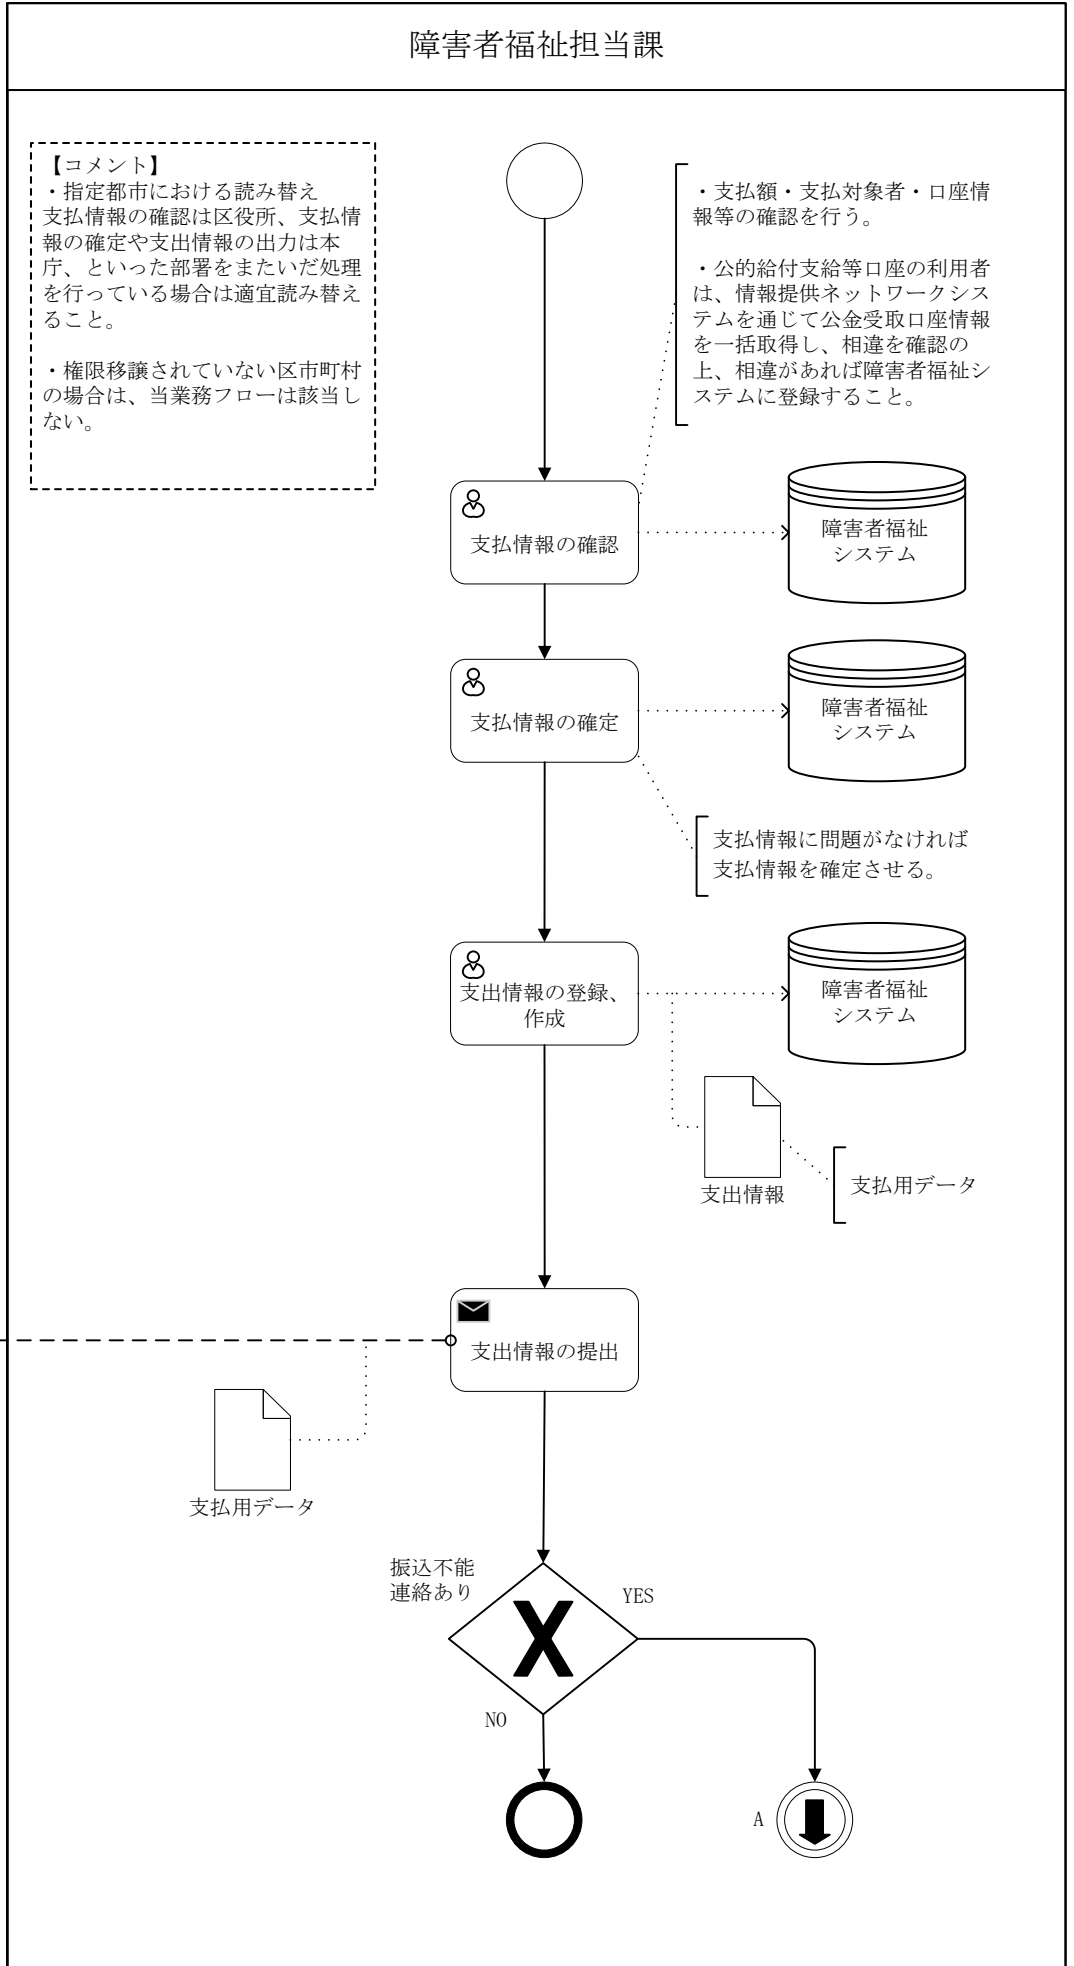 障害者福祉担当課
【コメント】
・指定都市における読み替え
支払情報の確認は区役所、支払情
報の確定や支出情報の出力は本
庁、といった部署をまたいだ処理
を行っている場合は適宜読み替え
ること。
・権限移譲されていない区市町村
の場合は、当業務フローは該当し
ない。
・支払額・支払対象者・口座情
報等の確認を行う。
・公的給付支給等口座の利用者
は、情報提供ネットワークシス
テムを通じて公金受取口座情報
を一括取得し、相違を確認の
上、相違があれば障害者福祉シ
ステムに登録すること。
支払情報の確認
障害者福祉
システム
支払情報の確定
障害者福祉
システム
支払情報に問題がなければ
支払情報を確定させる。
支出情報の登録、
作成
障害者福祉
システム
支出情報
支払用データ
支出情報の提出
支払用データ
振込不能
連絡あり
YES
NO
A